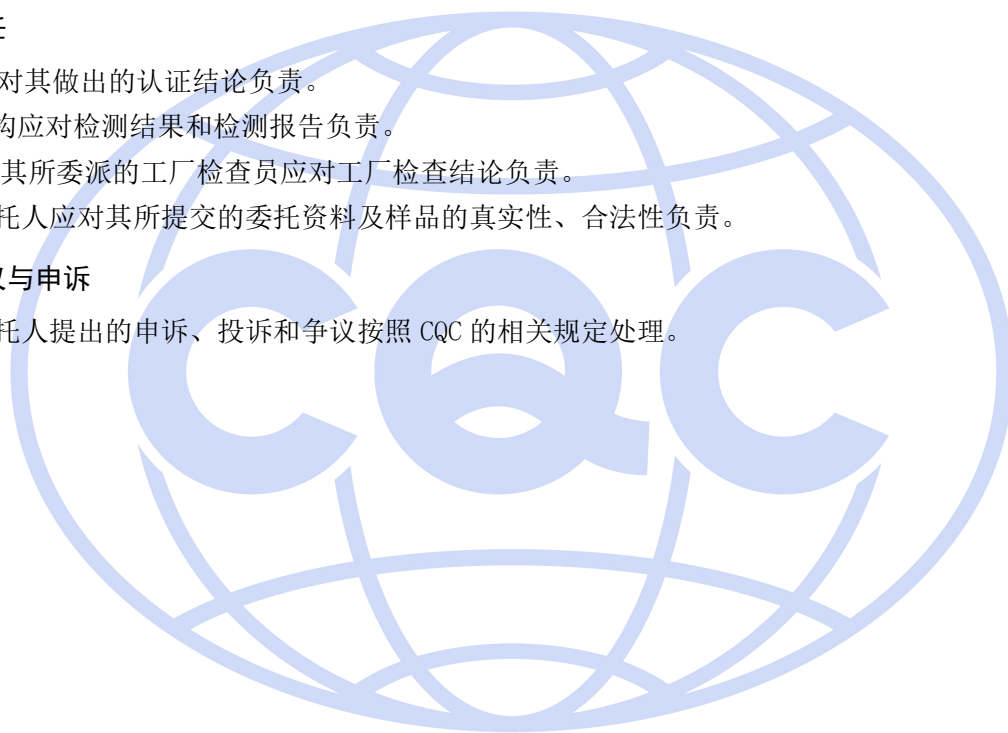 对其做出的认证结论负责。
构应对检测结果和检测报告负责。
其所委派的工厂检查员应对工厂检查结论负责。
托人应对其所提交的委托资料及样品的真实性、合法性负责。
与申诉
托人提出的申诉、投诉和争议按照 CQC 的相关规定处理。
CQC